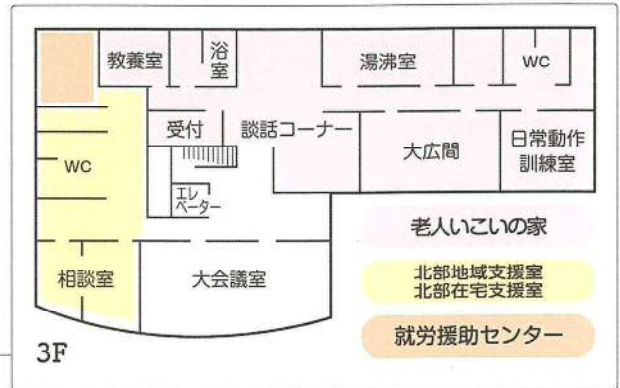 教養室
浴室
湯沸室
WC
受付
談話コーナー
大広間
日常動作
訓練室
WC
エレ
ベーター
老人いこいの家
相談室
大会議室
北部地域支援室
北部在宅支援室
就労援助センター
3F